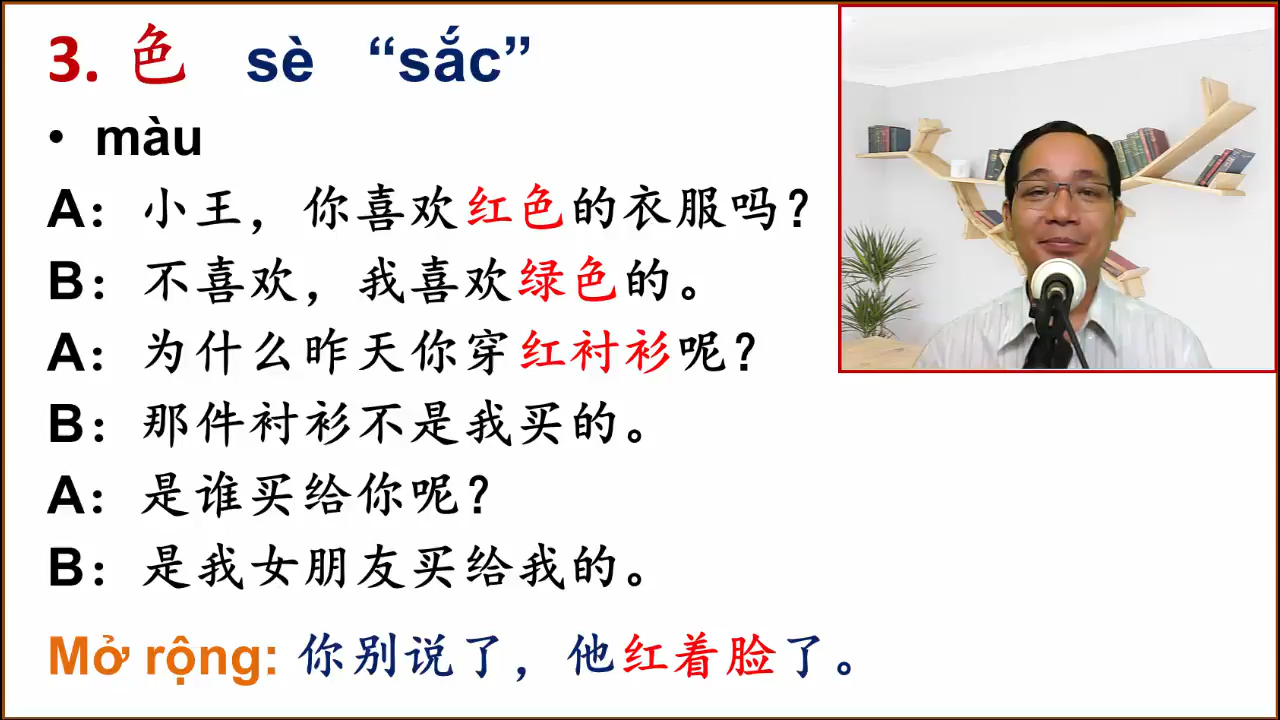 3. 色 sè “sắc”
• màu
A：小王，你喜欢红色的衣服吗？
B：不喜欢，我喜欢绿色的。
A：为什么昨天你穿红衬衫呢？
B：那件衬衫不是我买的。
A：是谁买给你呢？
B：是我女朋友买给我的。
Mở rộng: 你别说了，他红着脸了。